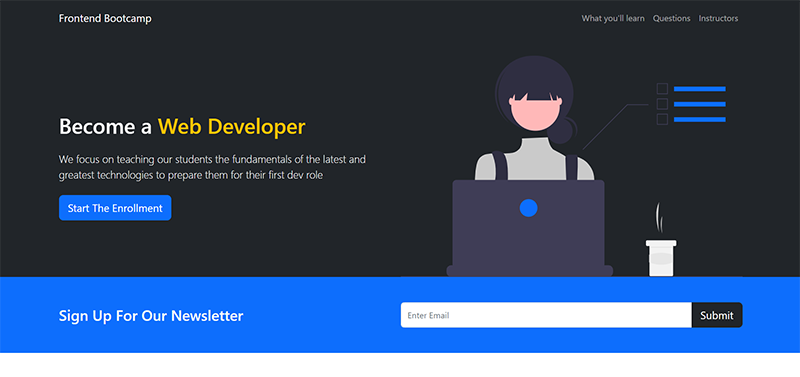 Frontend Bootcamp
What you'll learn Questions Instructors
Become a Web Developer
We focus on teaching our students the fundamentals of the latest and
greatest technologies to prepare them for their first dev role
Start The Enrollment
Sign Up For Our Newsletter
Enter Email
Submit